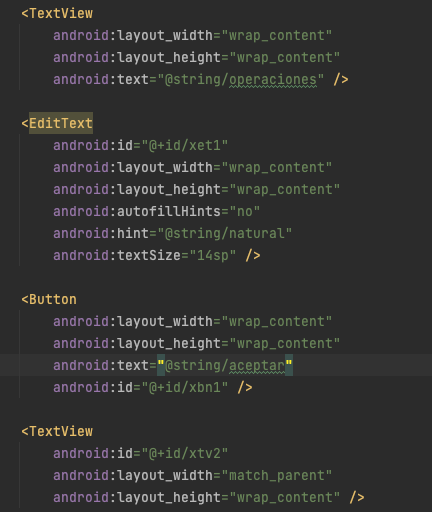 <TextView
android:layout_width="wrap_content"
android:layout_height="wrap_content"
android:text="@string/operaciones" />
<EditText
android:id="@+id/xet1"
android:layout_width="wrap_content"
android:layout_height="wrap_content"
android:autofillHints="no"
android:hint="@string/natural"
android:textSize="14sp" />
<Button
android:layout_width="wrap_content"
android:layout_height="wrap_content"
android:text="@string/aceptar"
android:id="@+id/xbn1" />
<TextView
android:id="@+id/xtv2"
android:layout_width="match_parent"
android:layout_height="wrap_content" />